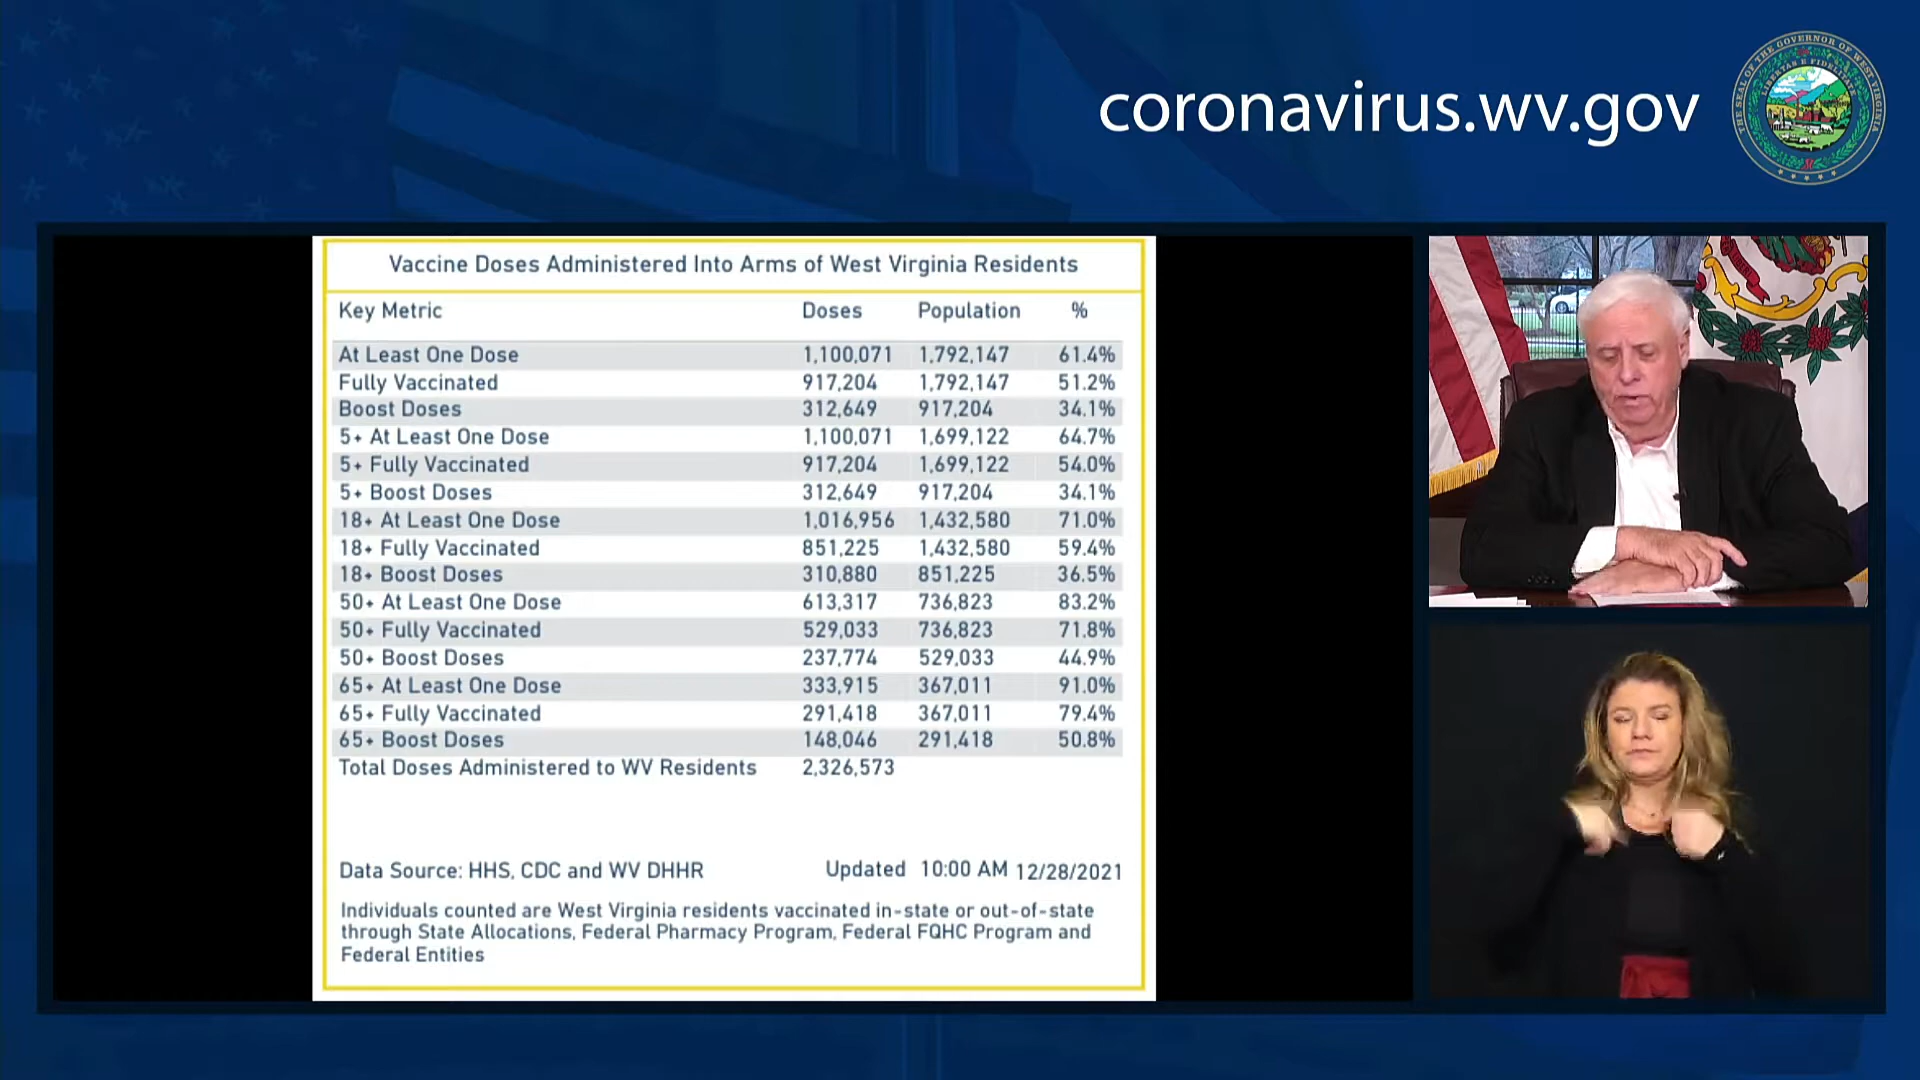 coronavirus.wv.gov
THE SEAL OF THE GOVERNOR OF WEST VIRGINIA
Vaccine Doses Administered Into Arms of West Virginia Residents
Key Metric Doses Population %
At Least One Dose 1,100,071 1,792,147 61.4%
Fully Vaccinated 917,204 1,792,147 51.2%
Boost Doses 312,649 917,204 34.1%
5+ At Least One Dose 1,100,071 1,699,122 64.7%
5+ Fully Vaccinated 917,204 1,699,122 54.0%
5+ Boost Doses 312,649 917,204 34.1%
18+ At Least One Dose 1,016,956 1,432,580 71.0%
18+ Fully Vaccinated 851,225 1,432,580 59.4%
18+ Boost Doses 310,880 851,225 36.5%
50+ At Least One Dose 613,317 736,823 83.2%
50+ Fully Vaccinated 529,033 736,823 71.8%
50+ Boost Doses 237,774 529,033 44.9%
65+ At Least One Dose 333,915 367,011 91.0%
65+ Fully Vaccinated 291,418 367,011 79.4%
65+ Boost Doses 148,046 291,418 50.8%
Total Doses Administered to WV Residents 2,326,573
Data Source: HHS, CDC and WV DHHR Updated 10:00 AM 12/28/2021
Individuals counted are West Virginia residents vaccinated in-state or out-of-state
through State Allocations, Federal Pharmacy Program, Federal FQHC Program and
Federal Entities